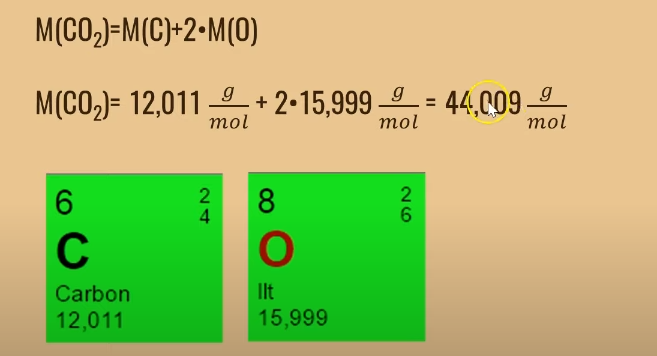 M(CO₂)=M(C)+2•M(O)
M(CO₂)= 12,011 g/mol + 2•15,999 g/mol = 44,009 g/mol
6 2
4
C
Carbon
12,011
8 2
6
O
Ilt
15,999